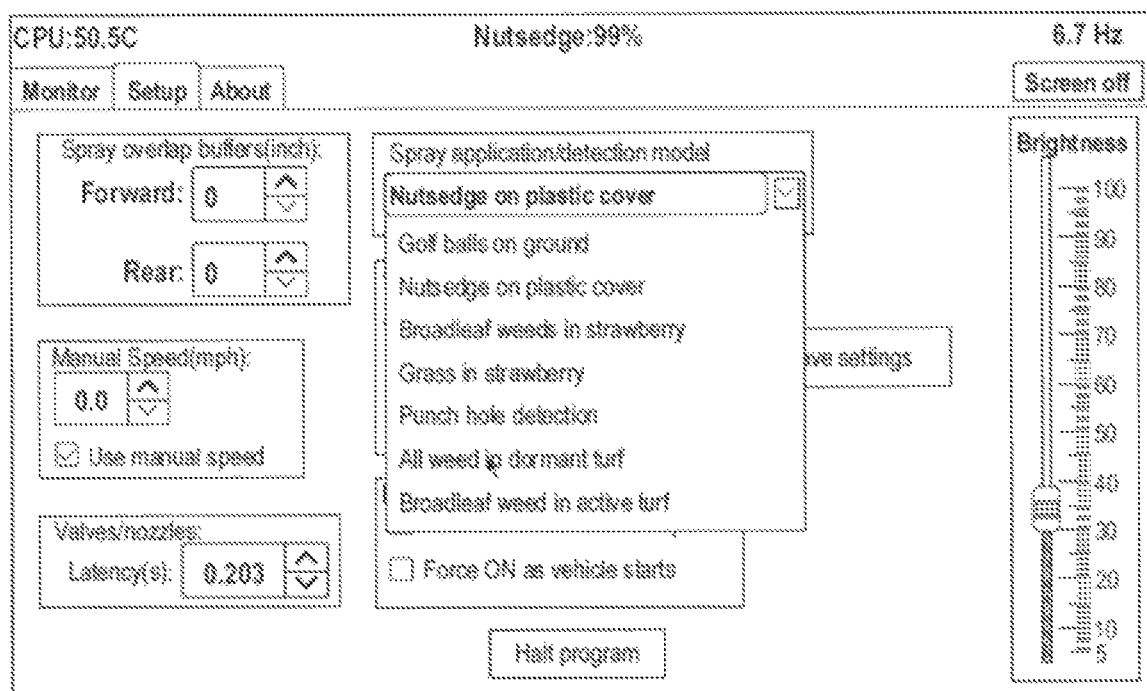 CPU:50.5C
Nutsedge:99%
6.7 Hz
Monitor
Setup
About
Screen off
Spray overlap buffers(inch):
Forward:
0
Rear:
0
Manual Speed(mph):
0.0
Use manual speed
Valves/nozzles:
Latency(s):
0.203
Spray application/detection model
Nutsedge on plastic cover
Golf balls on ground
Nutsedge on plastic cover
Broadleaf weeds in strawberry
Grass in strawberry
Punch hole detection
All weed in dormant turf
Broadleaf weed in active turf
ve settings
Force ON as vehicle starts
Halt program
Brightness
100
90
80
70
60
50
40
30
20
10
5